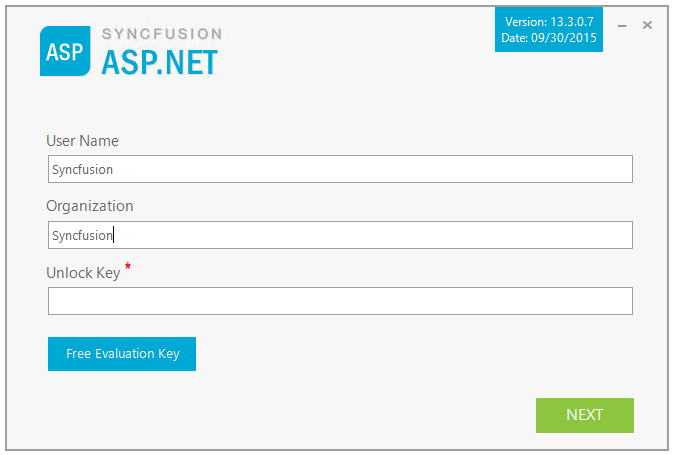 ASP
SYNCFUSION
ASP.NET
Version: 13.3.0.7
Date: 09/30/2015
User Name
Syncfusion
Organization
Syncfusion
Unlock Key *
Free Evaluation Key
NEXT